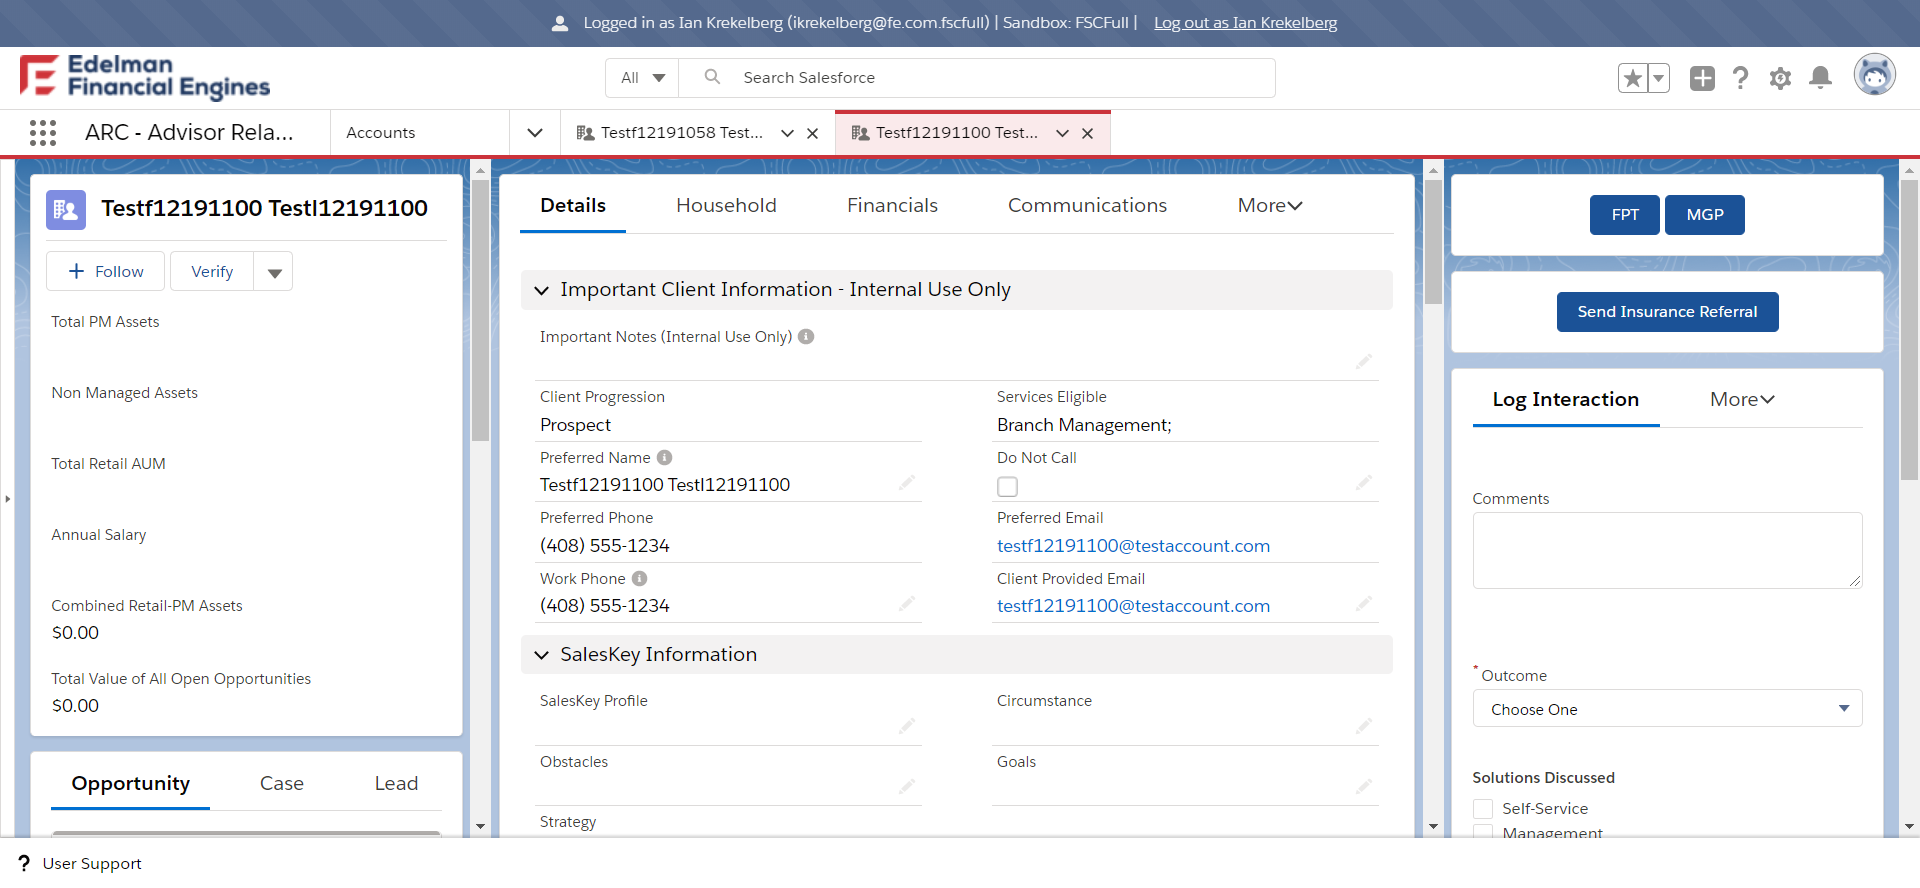 Logged in as Ian Krekelberg (ikrekelberg@fe.com.fscfull) | Sandbox: FSCFull | Log out as Ian Krekelberg
Edelman
Financial Engines
All
Search Salesforce
ARC - Advisor Rela...
Accounts
Testf12191058 Test...
Testf12191100 Test...
Testf12191100 Testl12191100
Follow
Verify
Total PM Assets
Non Managed Assets
Total Retail AUM
Annual Salary
Combined Retail-PM Assets
$0.00
Total Value of All Open Opportunities
$0.00
Opportunity
Case
Lead
Details
Household
Financials
Communications
More
Important Client Information - Internal Use Only
Important Notes (Internal Use Only)
Client Progression
Prospect
Services Eligible
Branch Management;
Preferred Name
Testf12191100 Testl12191100
Do Not Call
Preferred Phone
(408) 555-1234
Preferred Email
testf12191100@testaccount.com
Work Phone
(408) 555-1234
Client Provided Email
testf12191100@testaccount.com
SalesKey Information
SalesKey Profile
Circumstance
Obstacles
Goals
Strategy
FPT
MGP
Send Insurance Referral
Log Interaction
More
Comments
*Outcome
Choose One
Solutions Discussed
Self-Service
Management
? User Support